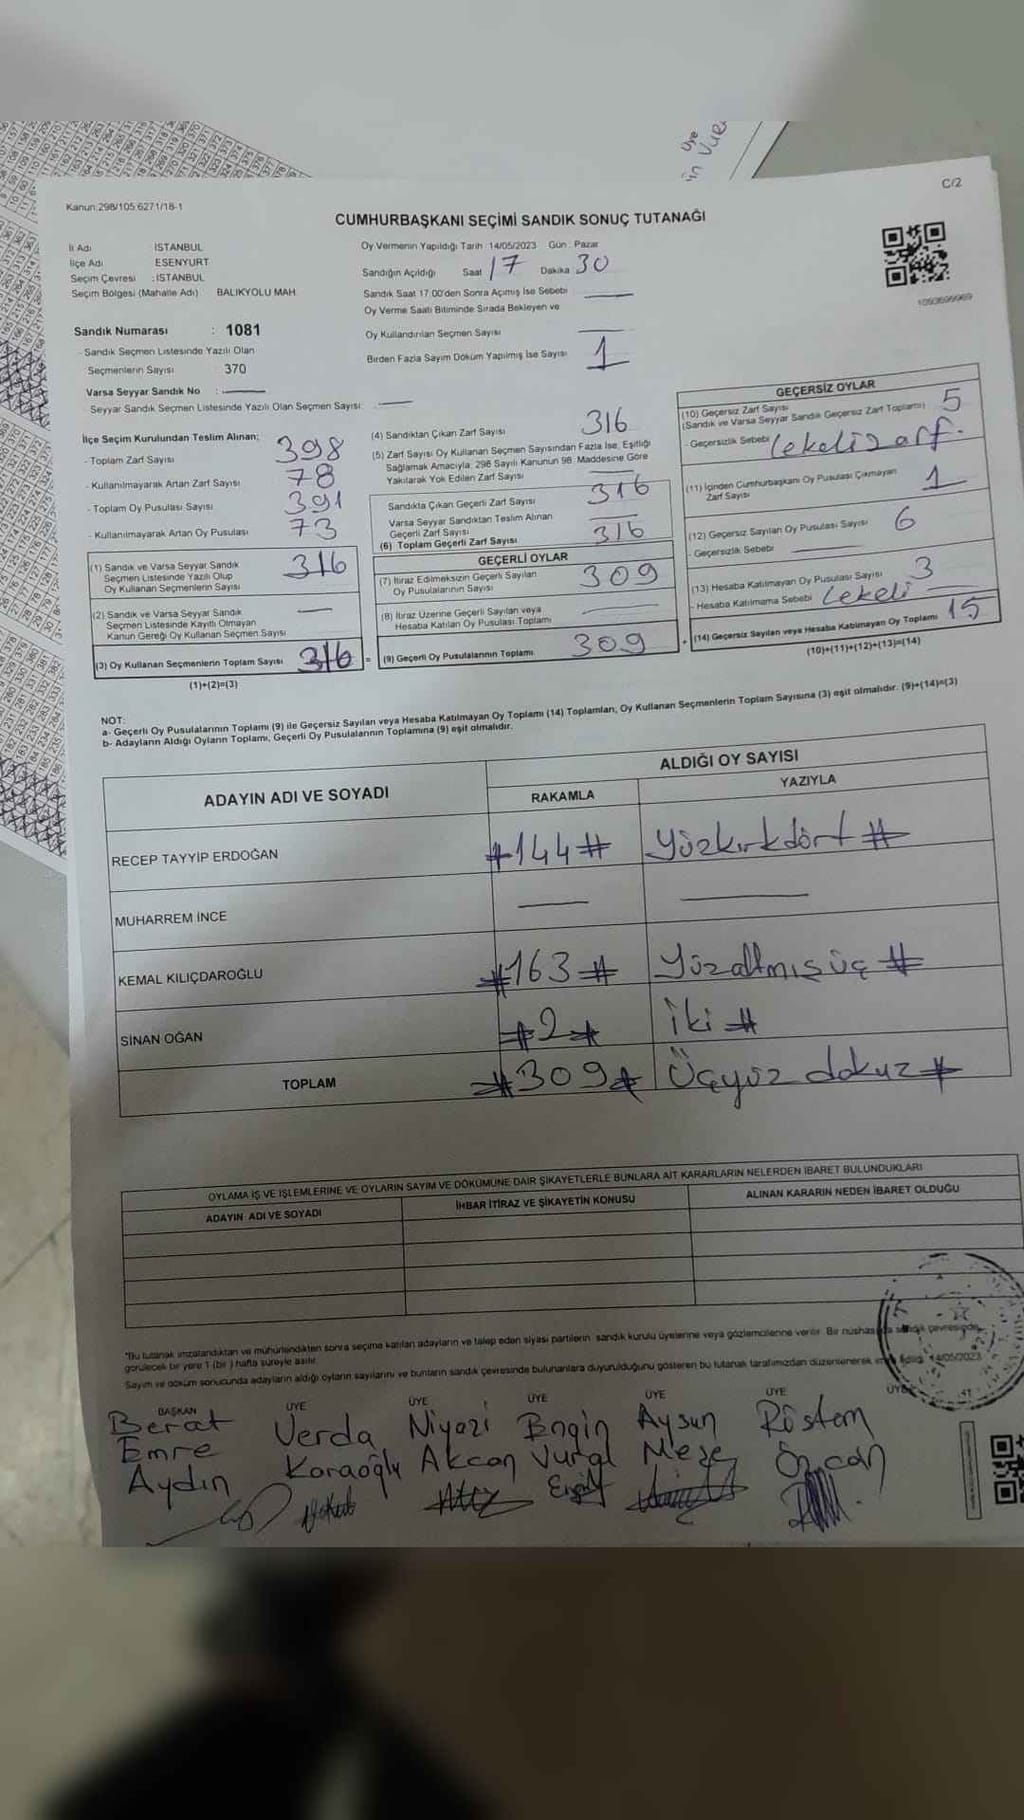 Üye
C/2
Kanun:298/105.6271/18-1
CUMHURBAŞKANI SEÇİMİ SANDIK SONUÇ TUTANAĞI
İl Adı İSTANBUL
İlçe Adı ESENYURT
Seçim Çevresi : İSTANBUL
Seçim Bölgesi (Mahalle Adı) BALIKYOLU MAH.
Oy Vermenin Yapıldığı Tarih 14/05/2023 Gün : Pazar
Sandığın Açıldığı Saat 17 Dakika 30
Sandık Saat 17.00'den Sonra Açılmış İse Sebebi
Oy Verme Saati Bitiminde Sırada Bekleyen ve
Oy Kullandırılan Seçmen Sayısı
Birden Fazla Sayım Döküm Yapılmış İse Sayısı 1
1093696969
Sandık Numarası : 1081
- Sandık Seçmen Listesinde Yazılı Olan
Seçmenlerin Sayısı 370
Varsa Seyyar Sandık No :
- Seyyar Sandık Seçmen Listesinde Yazılı Olan Seçmen Sayısı:
İlçe Seçim Kurulundan Teslim Alınan;
- Toplam Zarf Sayısı 398
- Kullanılmayarak Artan Zarf Sayısı 78
- Toplam Oy Pusulası Sayısı 391
- Kullanılmayarak Artan Oy Pusulası 73
(1) Sandık ve Varsa Seyyar Sandık
Seçmen Listesinde Yazılı Olup
Oy Kullanan Seçmenlerin Sayısı 316
(2) Sandık ve Varsa Seyyar Sandık
Seçmen Listesinde Kayıtlı Olmayan
Kanun Gereği Oy Kullanan Seçmen Sayısı
(3) Oy Kullanan Seçmenlerin Toplam Sayısı 316 =
(1)+(2)=(3)
(4) Sandıktan Çıkan Zarf Sayısı 316
(5) Zarf Sayısı Oy Kullanan Seçmen Sayısından Fazla İse, Eşitliği
Sağlamak Amacıyla; 298 Sayılı Kanunun 98. Maddesine Göre
Yakılarak Yok Edilen Zarf Sayısı
Sandıkta Çıkan Geçerli Zarf Sayısı 316
Varsa Seyyar Sandıktan Teslim Alınan
Geçerli Zarf Sayısı
(6) Toplam Geçerli Zarf Sayısı 316
GEÇERLİ OYLAR
(7) İtiraz Edilmeksizin Geçerli Sayılan
Oy Pusulalarının Sayısı 309
(8) İtiraz Üzerine Geçerli Sayılan veya
Hesaba Katılan Oy Pusulası Toplamı
(9) Geçerli Oy Pusulalarının Toplamı 309 +
GEÇERSİZ OYLAR
(10) Geçersiz Zarf Sayısı 5
(Sandık ve Varsa Seyyar Sandık Geçersiz Zarf Toplamı)
- Geçersizlik Sebebi Lekeli zarf.
(11) İçinden Cumhurbaşkanı Oy Pusulası Çıkmayan
Zarf Sayısı 1
(12) Geçersiz Sayılan Oy Pusulası Sayısı 6
- Geçersizlik Sebebi
(13) Hesaba Katılmayan Oy Pusulası Sayısı 3
- Hesaba Katılmama Sebebi Lekeli
(14) Geçersiz Sayılan veya Hesaba Katılmayan Oy Toplamı 15
(10)+(11)+(12)+(13)=(14)
NOT:
a- Geçerli Oy Pusulalarının Toplamı (9) ile Geçersiz Sayılan veya Hesaba Katılmayan Oy Toplamı (14) Toplamları, Oy Kullanan Seçmenlerin Toplam Sayısına (3) eşit olmalıdır. (9)+(14)=(3)
b- Adayların Aldığı Oyların Toplamı, Geçerli Oy Pusulalarının Toplamına (9) eşit olmalıdır.
ADAYIN ADI VE SOYADI
ALDIĞI OY SAYISI
RAKAMLA YAZIYLA
RECEP TAYYİP ERDOĞAN #144# Yüzkırkdört #
MUHARREM İNCE
KEMAL KILIÇDAROĞLU #163# Yüzaltmışüç #
SİNAN OĞAN #2# İki #
TOPLAM #309# Üçyüz dokuz #
OYLAMA İŞ VE İŞLEMLERİNE VE OYLARIN SAYIM VE DÖKÜMÜNE DAİR ŞİKAYETLERLE BUNLARA AİT KARARLARIN NELERDEN İBARET BULUNDUKLARI
ADAYIN ADI VE SOYADI İHBAR İTİRAZ VE ŞİKAYETİN KONUSU ALINAN KARARIN NEDEN İBARET OLDUĞU
*Bu tutanak imzalandıktan ve mühürlendikten sonra seçime katılan adayların ve talep eden siyasi partilerin sandık kurulu üyelerine veya gözlemcilerine verilir. Bir nüshası da sandık çevresinde
görülecek bir yere 1 (bir) hafta süreyle asılır.
Sayım ve döküm sonucunda adayların aldığı oyların sayılarını ve bunların sandık çevresinde bulunanlara duyurulduğunu gösteren bu tutanak tarafımızdan düzenlenerek imza edildi. 14/05/2023
BAŞKAN ÜYE ÜYE ÜYE ÜYE ÜYE ÜYE
Berat Emre Aydın
Verda Karaoğlu
Niyazi Akcan
Engin Vural
Aysun Meşe
Rüstem Özcan